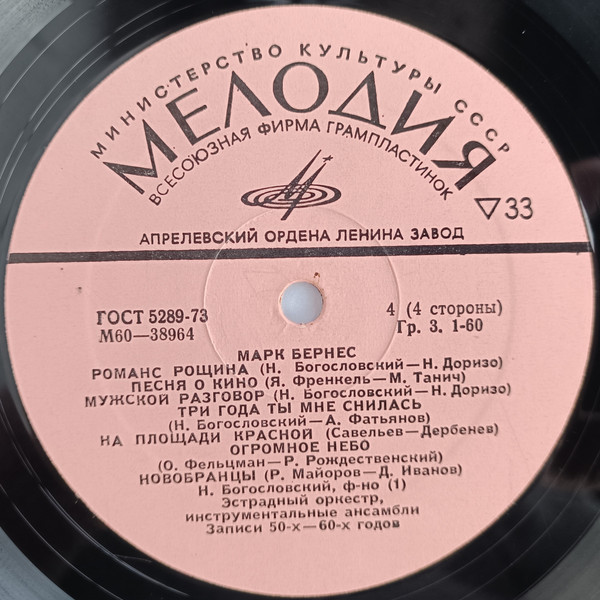 МИНИСТЕРСТВО КУЛЬТУРЫ СССР
МЕЛОДИЯ
ВСЕСОЮЗНАЯ ФИРМА ГРАМПЛАСТИНОК
▽33
АПРЕЛЕВСКИЙ ОРДЕНА ЛЕНИНА ЗАВОД
ГОСТ 5289-73
М60—38964
4 (4 стороны)
Гр. 3. 1-60
МАРК БЕРНЕС
РОМАНС РОЩИНА (Н. Богословский—Н. Доризо)
ПЕСНЯ О КИНО (Я. Френкель—М. Танич)
МУЖСКОЙ РАЗГОВОР (Н. Богословский—Н. Доризо)
ТРИ ГОДА ТЫ МНЕ СНИЛАСЬ
(Н. Богословский—А. Фатьянов)
НА ПЛОЩАДИ КРАСНОЙ (Савельев—Дербенев)
ОГРОМНОЕ НЕБО
(О. Фельцман—Р. Рождественский)
НОВОБРАНЦЫ (Р. Майоров—Д. Иванов)
Н. Богословский, ф-но (1)
Эстрадный оркестр,
инструментальные ансамбли
Записи 50-х—60-х годов